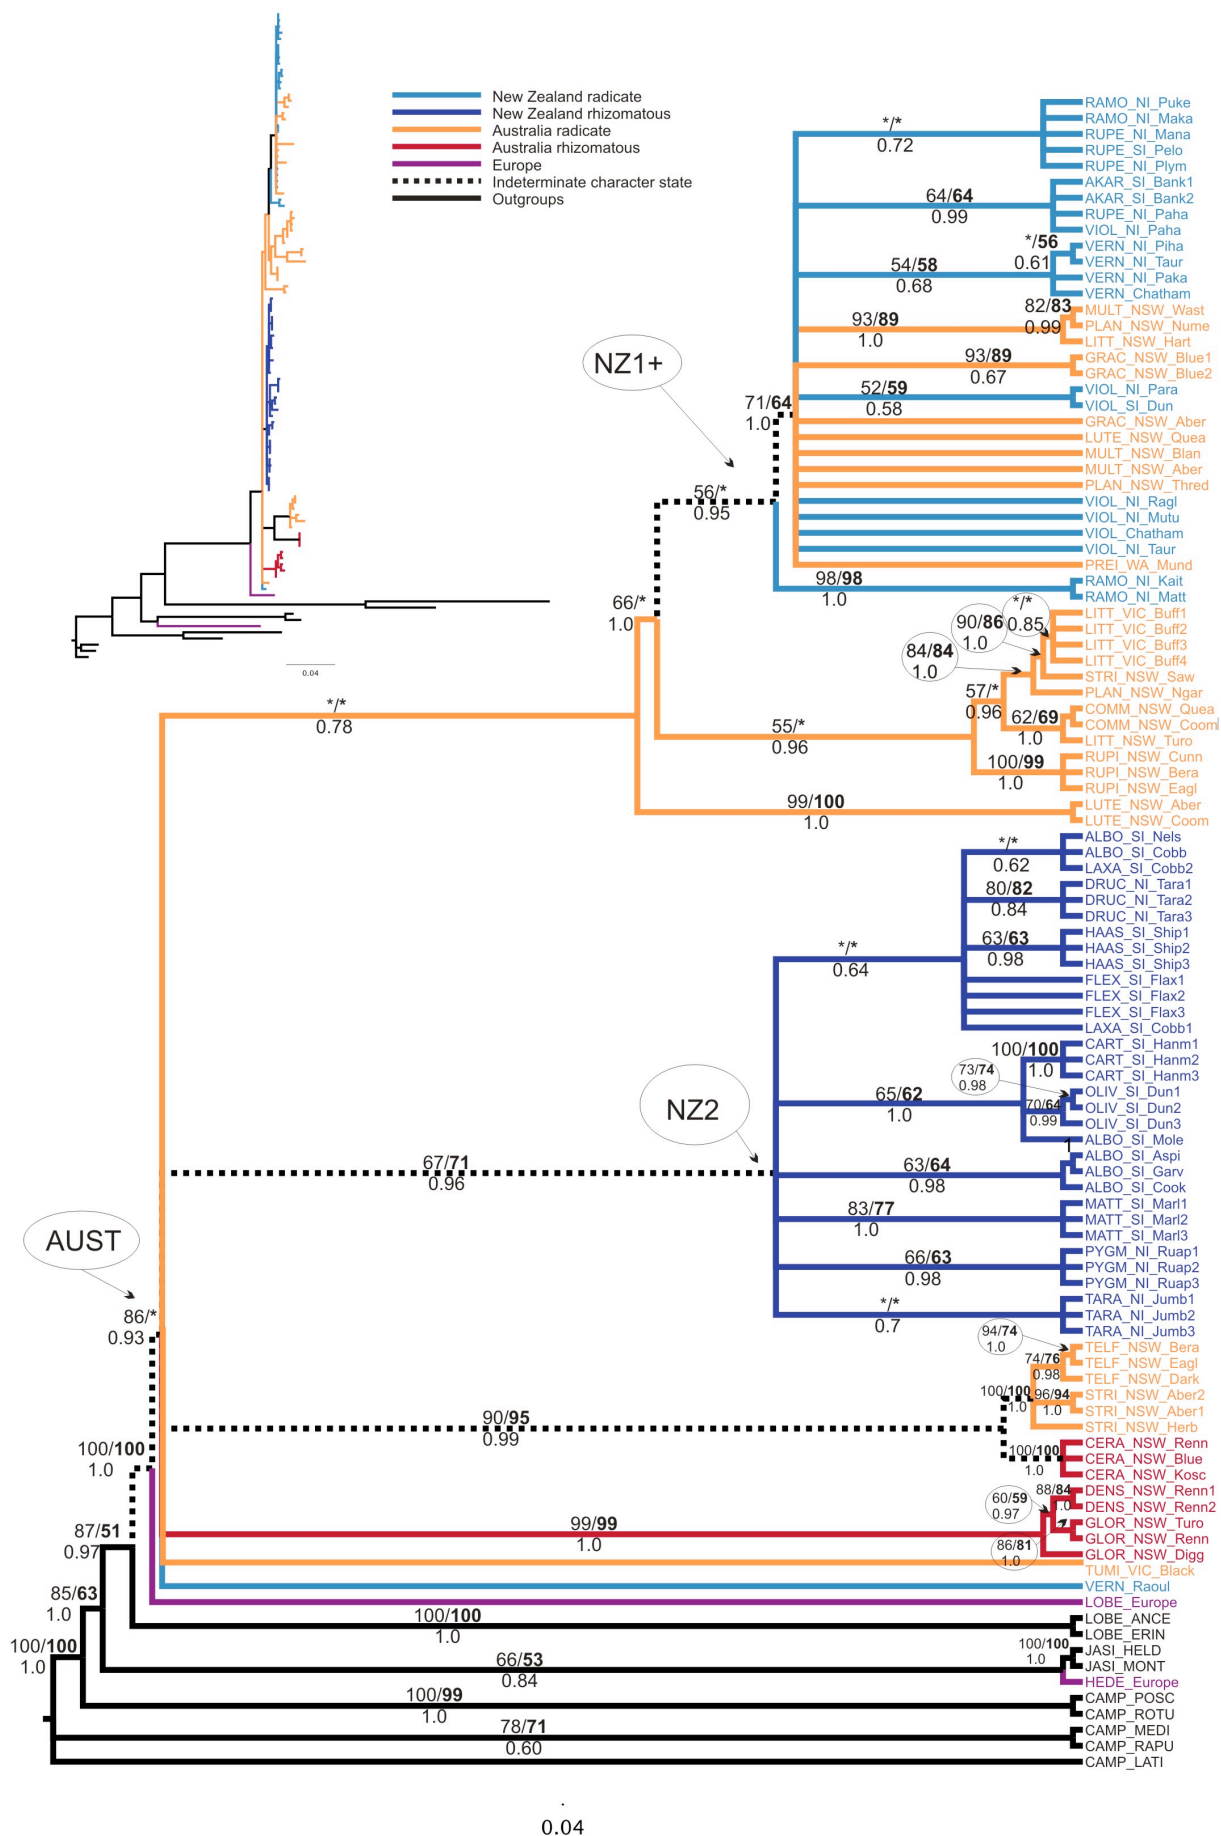 New Zealand radicate
New Zealand rhizomatous
Australia radicate
Australia rhizomatous
Europe
Indeterminate character state
Outgroups
0.04
RAMO_NI_Puke
RAMO_NI_Maka
*/*
RUPE_NI_Mana
0.72
RUPE_SI_Pelo
RUPE_NI_Plym
AKAR_SI_Bank1
64/64
AKAR_SI_Bank2
0.99
RUPE_NI_Paha
VIOL_NI_Paha
*/56
VERN_NI_Piha
0.61
VERN_NI_Taur
54/58
0.68
VERN_NI_Paka
VERN_Chatham
82/83
MULT_NSW_Wast
93/89
0.99
PLAN_NSW_Nume
1.0
LITT_NSW_Hart
NZ1+
93/89
GRAC_NSW_Blue1
0.67
GRAC_NSW_Blue2
52/59
VIOL_NI_Para
0.58
VIOL_SI_Dun
71/64
1.0
GRAC_NSW_Aber
LUTE_NSW_Quea
MULT_NSW_Blan
MULT_NSW_Aber
PLAN_NSW_Thred
56/*
0.95
VIOL_NI_Ragl
VIOL_NI_Mutu
VIOL_Chatham
VIOL_NI_Taur
PREI_WA_Mund
98/98
1.0
RAMO_NI_Kait
RAMO_NI_Matt
66/*
1.0
*/*
0.85
LITT_VIC_Buff1
90/86
1.0
LITT_VIC_Buff2
LITT_VIC_Buff3
84/84
1.0
LITT_VIC_Buff4
STRI_NSW_Saw
57/*
0.96
PLAN_NSW_Ngar
*/*
0.78
COMM_NSW_Quea
62/69
1.0
COMM_NSW_Coom
55/*
0.96
LITT_NSW_Turo
100/99
1.0
RUPI_NSW_Cunn
RUPI_NSW_Bera
RUPI_NSW_Eagl
99/100
1.0
LUTE_NSW_Aber
LUTE_NSW_Coom
ALBO_SI_Nels
*/*
0.62
ALBO_SI_Cobb
LAXA_SI_Cobb2
80/82
0.84
DRUC_NI_Tara1
DRUC_NI_Tara2
DRUC_NI_Tara3
63/63
0.98
HAAS_SI_Ship1
HAAS_SI_Ship2
HAAS_SI_Ship3
*/*
0.64
FLEX_SI_Flax1
FLEX_SI_Flax2
FLEX_SI_Flax3
LAXA_SI_Cobb1
100/100
1.0
CART_SI_Hanm1
CART_SI_Hanm2
CART_SI_Hanm3
73/74
0.98
NZ2
65/62
1.0
70/64
0.99
OLIV_SI_Dun1
OLIV_SI_Dun2
OLIV_SI_Dun3
ALBO_SI_Mole
1
67/71
0.96
63/64
0.98
ALBO_SI_Aspi
ALBO_SI_Garv
ALBO_SI_Cook
83/77
1.0
MATT_SI_Marl1
MATT_SI_Marl2
MATT_SI_Marl3
AUST
66/63
0.98
PYGM_NI_Ruap1
PYGM_NI_Ruap2
PYGM_NI_Ruap3
*/*
0.7
TARA_NI_Jumb1
TARA_NI_Jumb2
TARA_NI_Jumb3
86/*
0.93
94/74
1.0
TELF_NSW_Bera
74/76
0.98
TELF_NSW_Eagl
TELF_NSW_Dark
100/100
1.0
96/94
1.0
STRI_NSW_Aber2
STRI_NSW_Aber1
STRI_NSW_Herb
90/95
0.99
100/100
1.0
100/100
1.0
CERA_NSW_Renn
CERA_NSW_Blue
CERA_NSW_Kosc
88/84
1.0
DENS_NSW_Renn1
60/59
0.97
DENS_NSW_Renn2
GLOR_NSW_Turo
99/99
1.0
GLOR_NSW_Renn
86/81
1.0
GLOR_NSW_Digg
TUMI_VIC_Black
VERN_Raoul
87/51
0.97
LOBE_Europe
85/63
1.0
100/100
1.0
LOBE_ANCE
LOBE_ERIN
100/100
1.0
100/100
1.0
JASI_HELD
66/53
0.84
JASI_MONT
HEDE_Europe
100/99
1.0
CAMP_POSC
CAMP_ROTU
78/71
0.60
CAMP_MEDI
CAMP_RAPU
CAMP_LATI
0.04